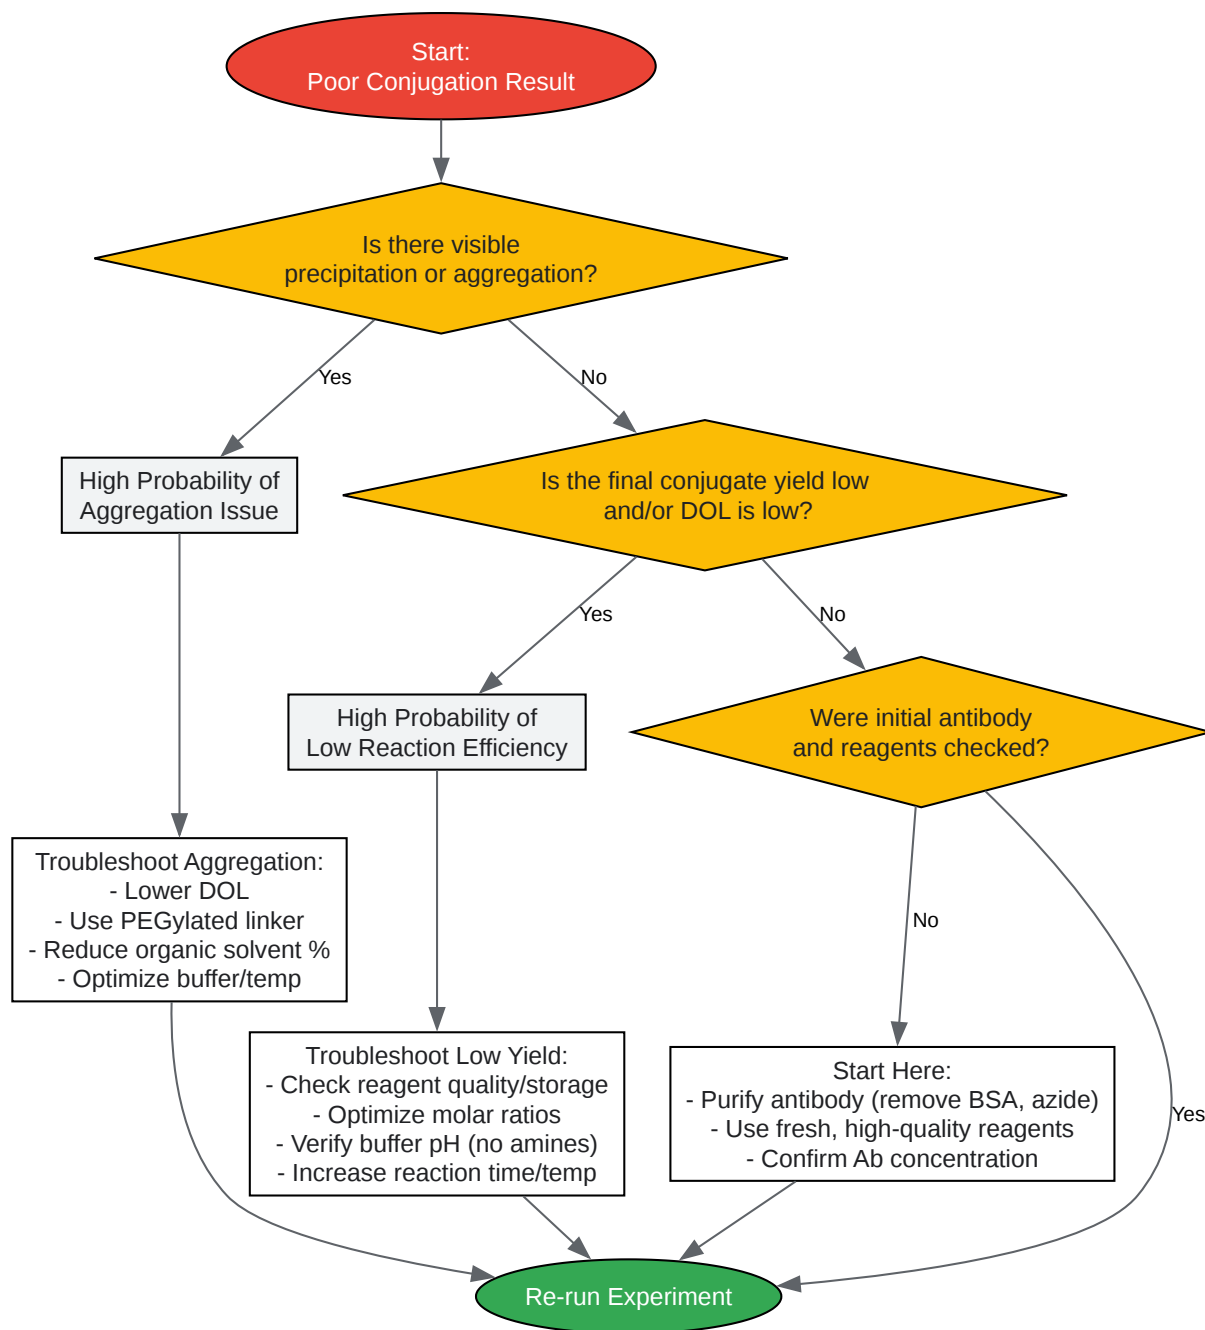 Start:
Poor Conjugation Result
Is there visible
precipitation or aggregation?
Yes
No
High Probability of
Aggregation Issue
Is the final conjugate yield low
and/or DOL is low?
Yes
No
High Probability of
Low Reaction Efficiency
Were initial antibody
and reagents checked?
Troubleshoot Aggregation:
- Lower DOL
- Use PEGylated linker
- Reduce organic solvent %
- Optimize buffer/temp
No
Troubleshoot Low Yield:
- Check reagent quality/storage
- Optimize molar ratios
- Verify buffer pH (no amines)
- Increase reaction time/temp
Start Here:
- Purify antibody (remove BSA, azide)
- Use fresh, high-quality reagents
- Confirm Ab concentration
Yes
Re-run Experiment